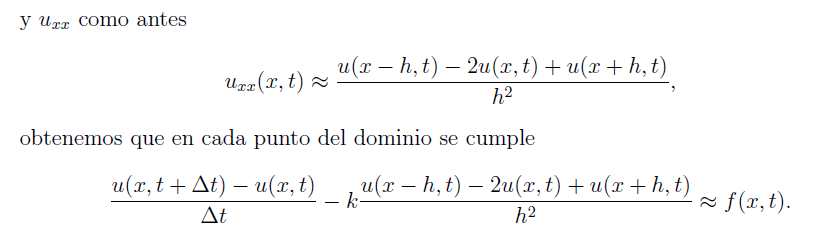 y $u_{xx}$ como antes
$$u_{xx}(x,t) \approx \frac{u(x-h,t) - 2u(x,t) + u(x+h,t)}{h^2},$$
obtenemos que en cada punto del dominio se cumple
$$\frac{u(x,t+\Delta t) - u(x,t)}{\Delta t} - k\frac{u(x-h,t) - 2u(x,t) + u(x+h,t)}{h^2} \approx f(x,t).$$